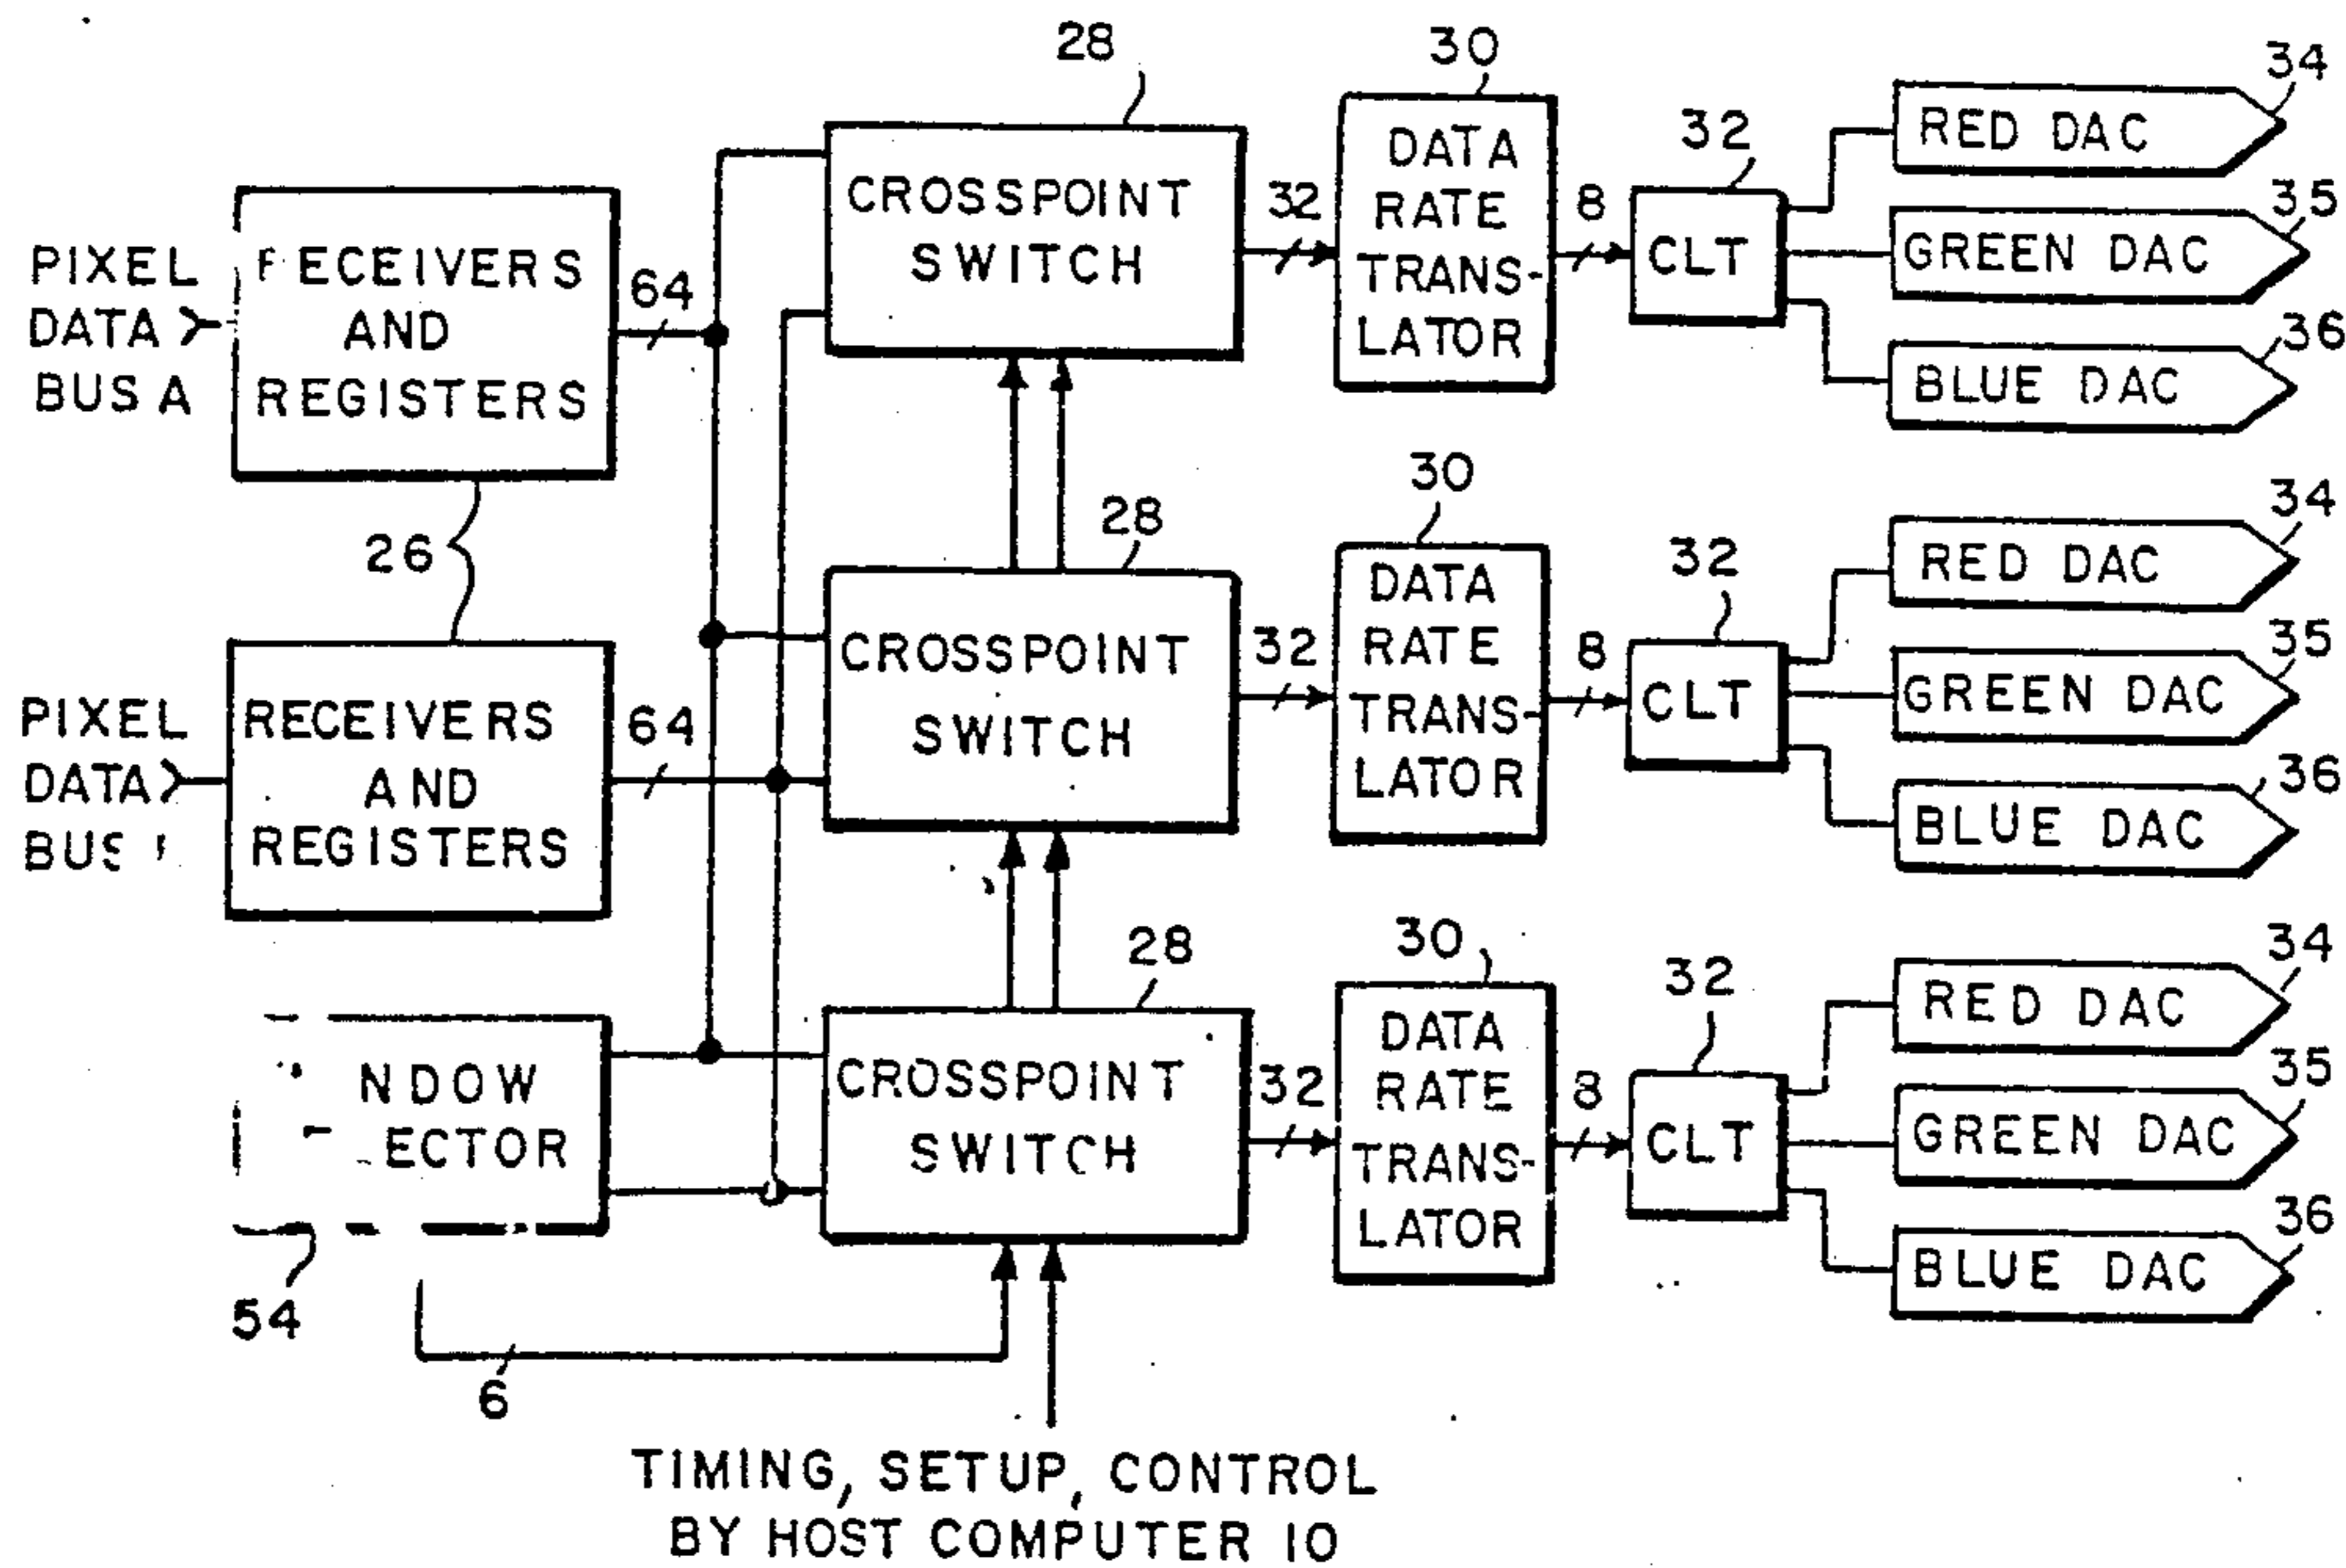 PIXEL
DATA
BUS A
RECEIVERS
AND
REGISTERS
26
64
PIXEL
DATA
BUS
RECEIVERS
AND
REGISTERS
64
54
6
28
CROSSPOINT
SWITCH
32
30
DATA
RATE
TRANS-
LATOR
8
32
CLT
34
RED DAC
35
GREEN DAC
36
BLUE DAC
28
CROSSPOINT
SWITCH
32
30
DATA
RATE
TRANS-
LATOR
8
32
CLT
34
RED DAC
35
GREEN DAC
36
BLUE DAC
28
CROSSPOINT
SWITCH
32
30
DATA
RATE
TRANS-
LATOR
8
32
CLT
34
RED DAC
35
GREEN DAC
36
BLUE DAC
TIMING, SETUP, CONTROL
BY HOST COMPUTER 10